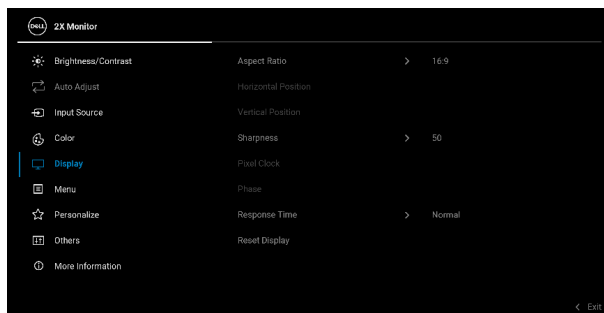 DELL 2X Monitor
Brightness/Contrast Aspect Ratio > 16:9
Auto Adjust Horizontal Position
Input Source Vertical Position
Color Sharpness > 50
Display Pixel Clock
Menu Phase
Personalize Response Time > Normal
Others Reset Display
More Information
< Exit